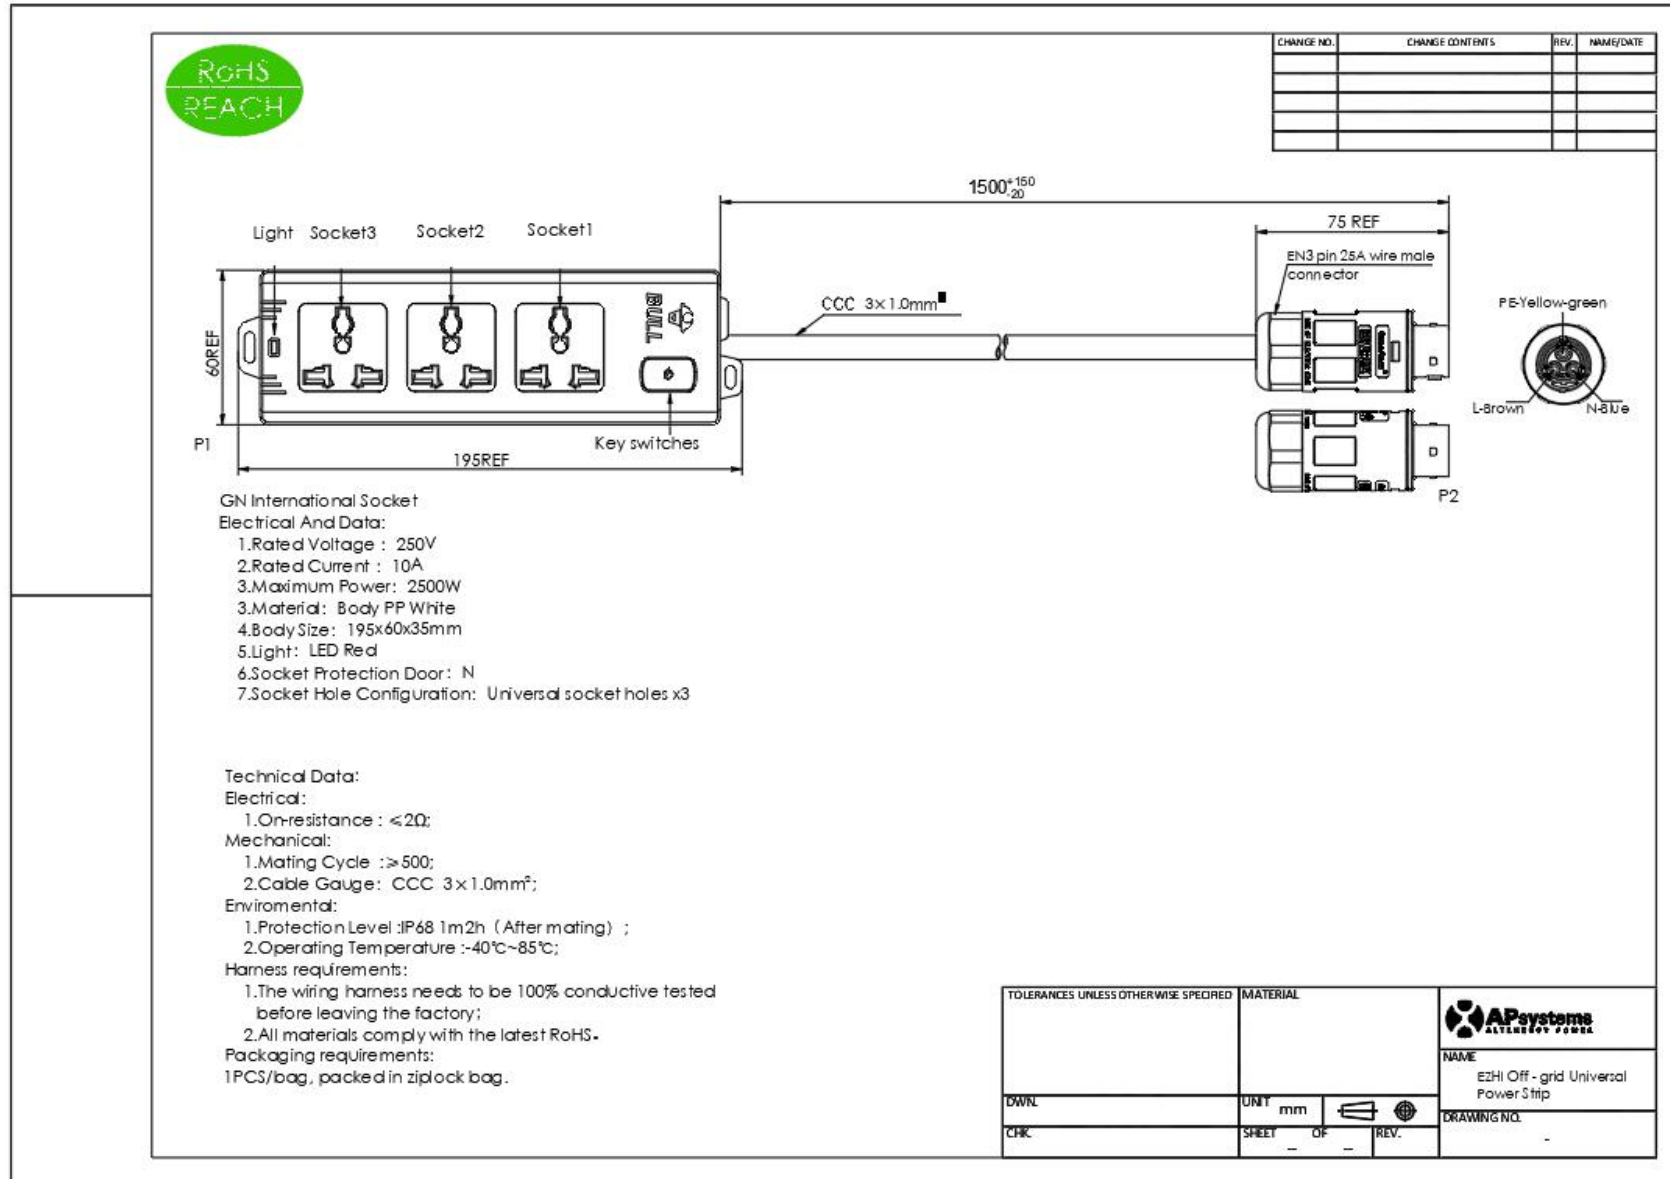 RoHS
REACH
CHANGE NO. CHANGE CONTENTS REV. NAME/DATE
1500 +150 -20
75 REF
Light Socket3 Socket2 Socket1
EN3 pin 25A wire male
connector
CCC 3×1.0mm
BULL
PE-Yellow-green
60REF
L-Brown N-Blue
P1
Key switches
195REF
P2
GN International Socket
Electrical And Data:
1.Rated Voltage : 250V
2.Rated Current : 10A
3.Maximum Power: 2500W
3.Material: Body PP White
4.Body Size: 195x60x35mm
5.Light: LED Red
6.Socket Protection Door: N
7.Socket Hole Configuration: Universal socket holes x3
Technical Data:
Electrical:
1.On-resistance : ≤2Ω;
Mechanical:
1.Mating Cycle :≥500;
2.Cable Gauge: CCC 3×1.0mm²;
Enviromental:
1.Protection Level :IP68 1m2h (After mating) ;
2.Operating Temperature :-40℃~85℃;
Harness requirements:
1.The wiring harness needs to be 100% conductive tested
before leaving the factory;
2.All materials comply with the latest RoHS.
Packaging requirements:
1PCS/bag, packed in ziplock bag.
TOLERANCES UNLESS OTHERWISE SPECIFIED MATERIAL
APsystems
ALTENERGY POWER
NAME
EZHI Off - grid Universal
Power Strip
DWN. UNIT mm
DRAWING NO. -
CHK. SHEET _ OF _ REV.